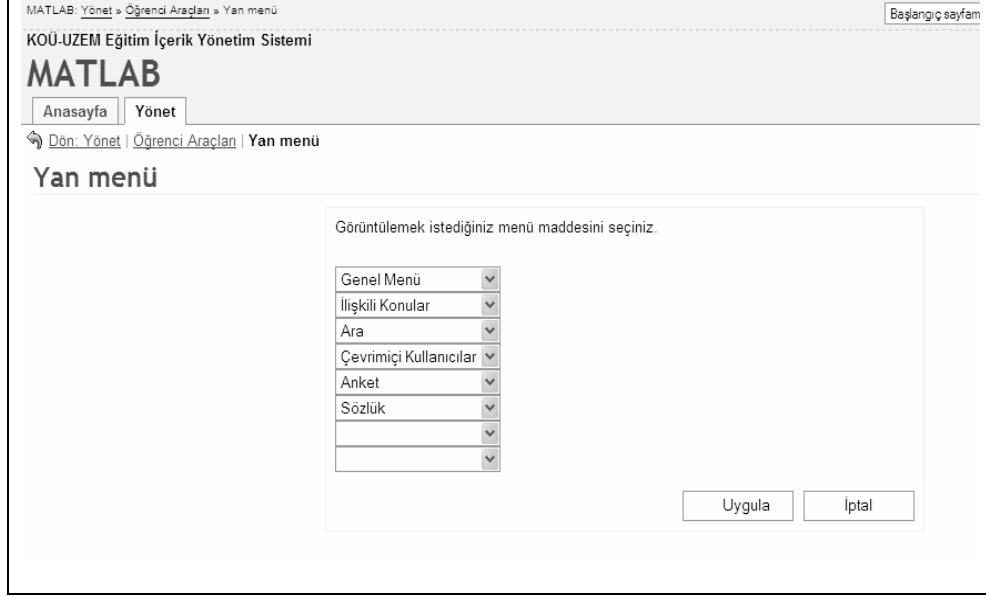 MATLAB: Yönet » Öğrenci Araçları » Yan menü
Başlangıç sayfam
KOÜ-UZEM Eğitim İçerik Yönetim Sistemi
MATLAB
Anasayfa Yönet
Dön: Yönet | Öğrenci Araçları | Yan menü
Yan menü
Görüntülemek istediğiniz menü maddesini seçiniz.
Genel Menü
İlişkili Konular
Ara
Çevrimiçi Kullanıcılar
Anket
Sözlük
Uygula İptal